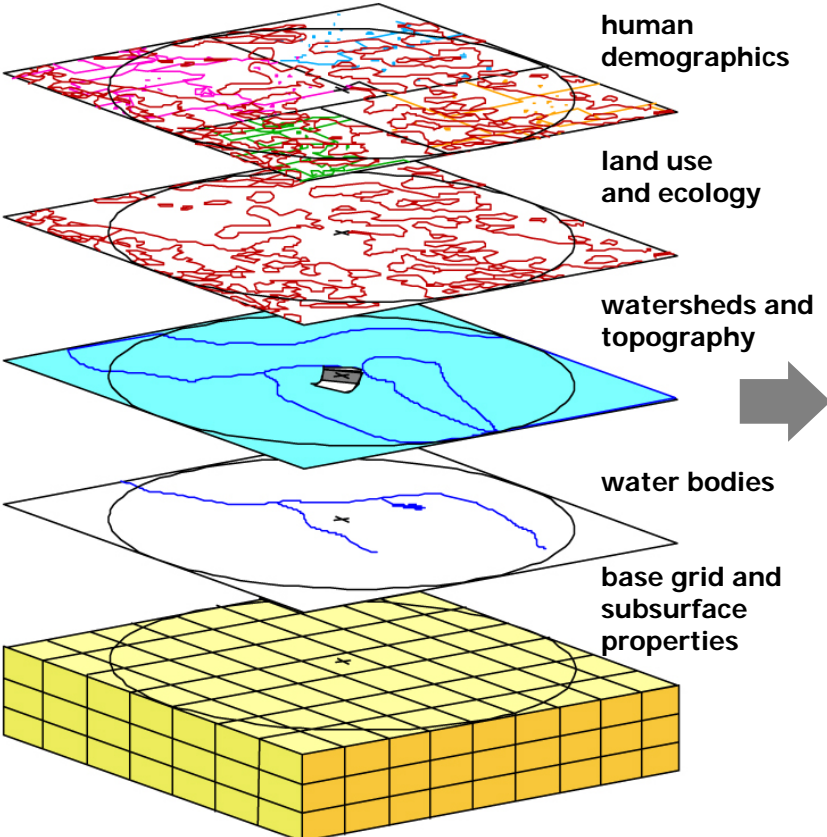 human
demographics
land use
and ecology
watersheds and
topography
water bodies
base grid and
subsurface
properties